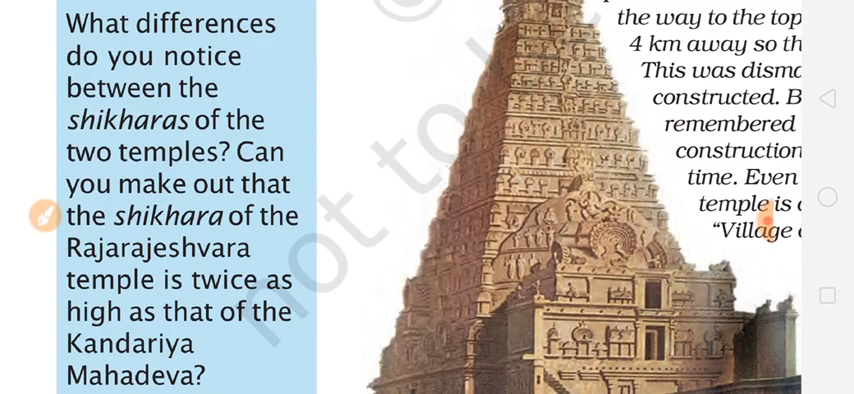 What differences
do you notice
between the
shikharas of the
two temples? Can
you make out that
the shikhara of the
Rajarajeshvara
temple is twice as
high as that of the
Kandariya
Mahadeva?
the way to the top
4 km away so
This was
constructed.
remembered
construction
time. Even
temple is
"Village
not to